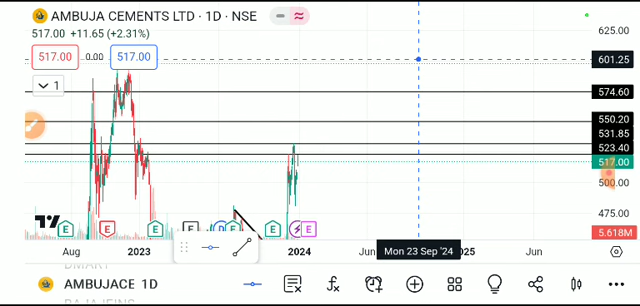 AMBUJA CEMENTS LTD · 1D · NSE
517.00 +11.65 (+2.31%)
517.00 0.00 517.00
1
625.00
601.25
574.60
550.20
531.85
523.40
517.00
500.00
475.00
5.618M
E E E E D E E E
Aug 2023 2024 Jun Mon 23 Sep '24 2025 Jun
DMART
AMBUJACE 1D
BAJAJFINS